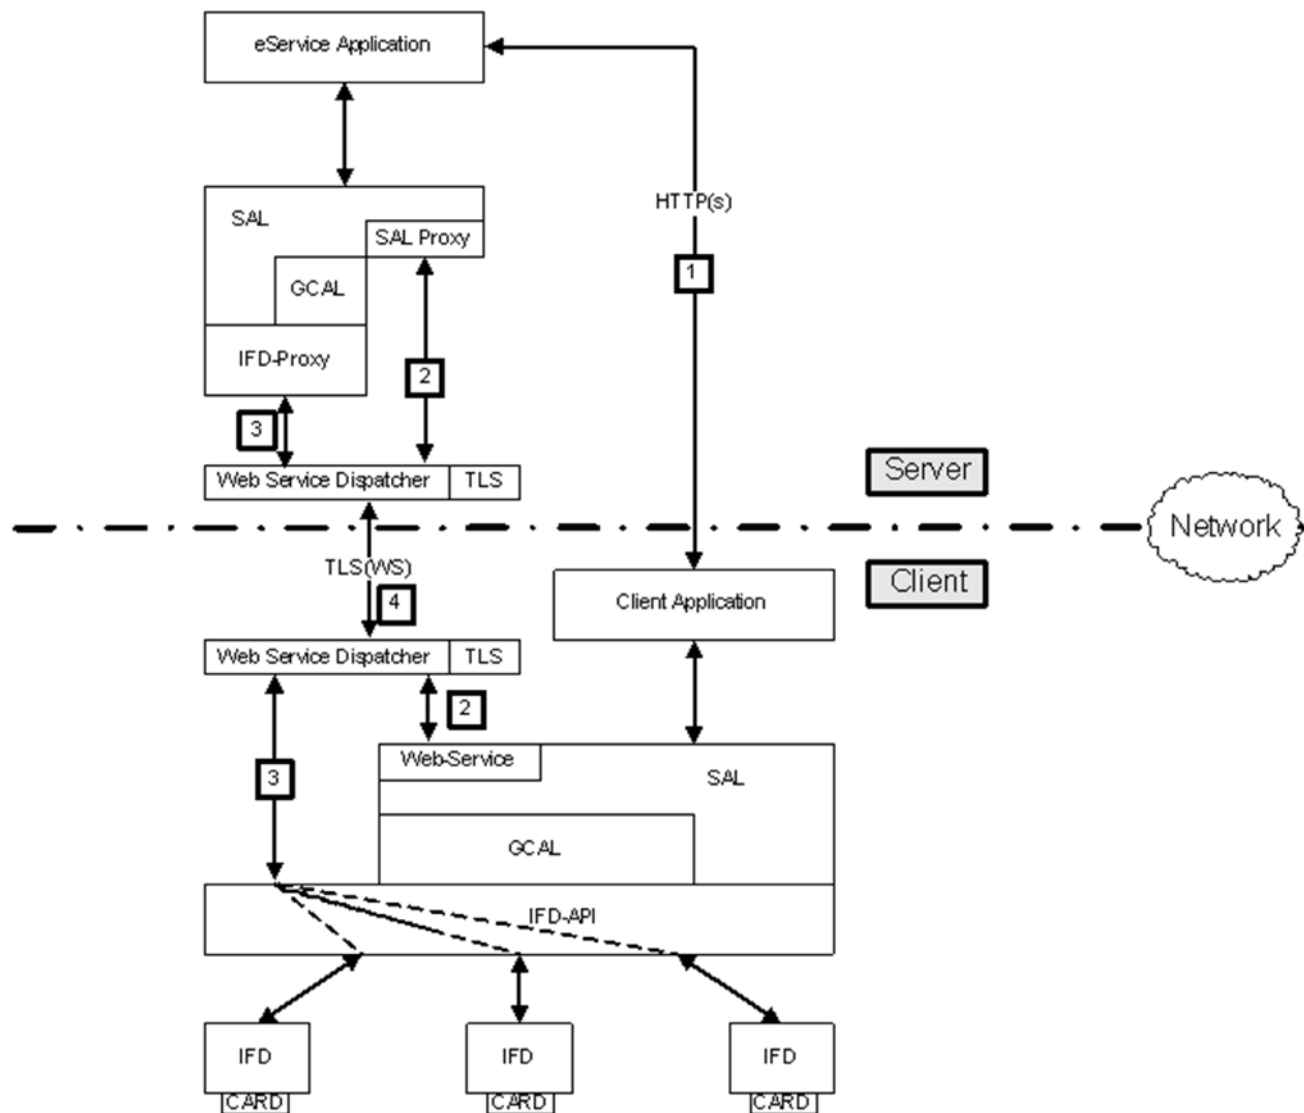 eService Application
HTTP(s)
SAL
SAL Proxy
1
GCAL
IFD-Proxy
2
3
Web Service Dispatcher
TLS
Server
Network
TLS(WS)
Client
4
Client Application
Web Service Dispatcher
TLS
2
Web-Service
3
SAL
GCAL
IFD-API
IFD
IFD
IFD
CARD
CARD
CARD